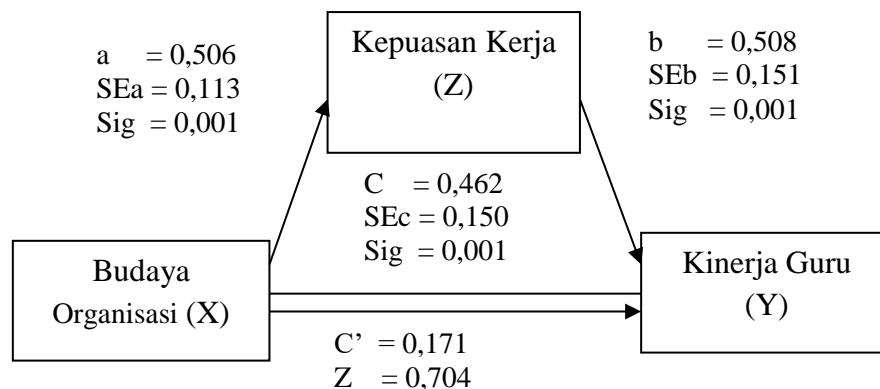 a = 0,506
SEa = 0,113
Sig = 0,001
Kepuasan Kerja
(Z)
b = 0,508
SEb = 0,151
Sig = 0,001
C = 0,462
SEc = 0,150
Sig = 0,001
Budaya
Organisasi (X)
Kinerja Guru
(Y)
C’ = 0,171
Z = 0,704